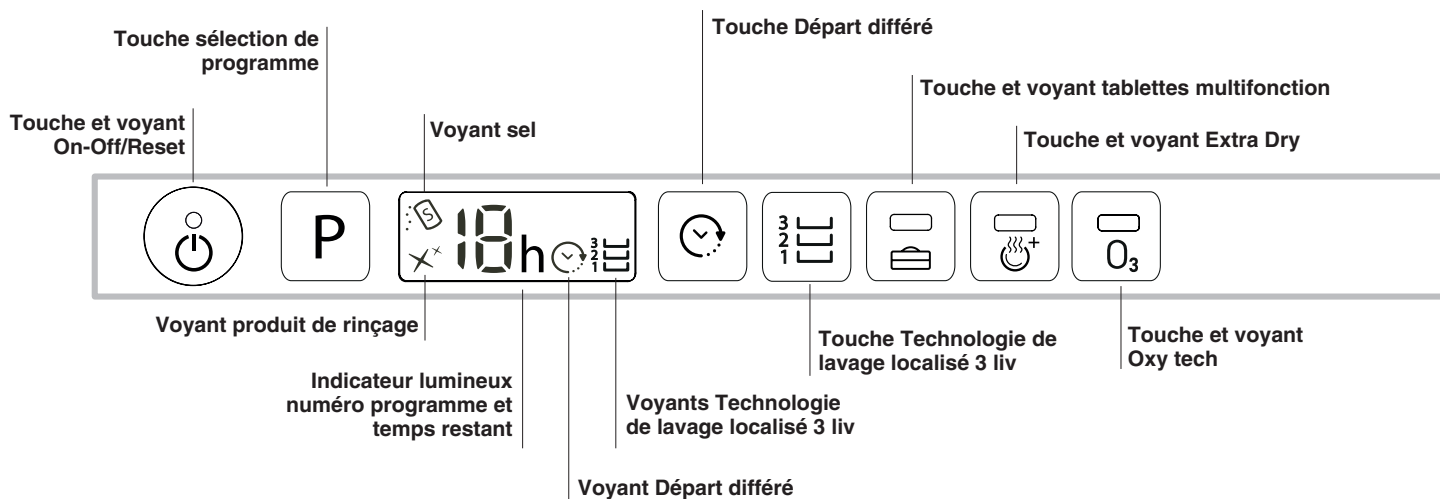 Touche Départ différé
Touche sélection de
programme
Touche et voyant tablettes multifonction
Touche et voyant
On-Off/Reset
Voyant sel
Touche et voyant Extra Dry
P
S
18h
3
2
1
3
2
1
+
O3
Voyant produit de rinçage
Touche Technologie de
lavage localisé 3 liv
Touche et voyant
Oxy tech
Indicateur lumineux
numéro programme et
temps restant
Voyants Technologie
de lavage localisé 3 liv
Voyant Départ différé